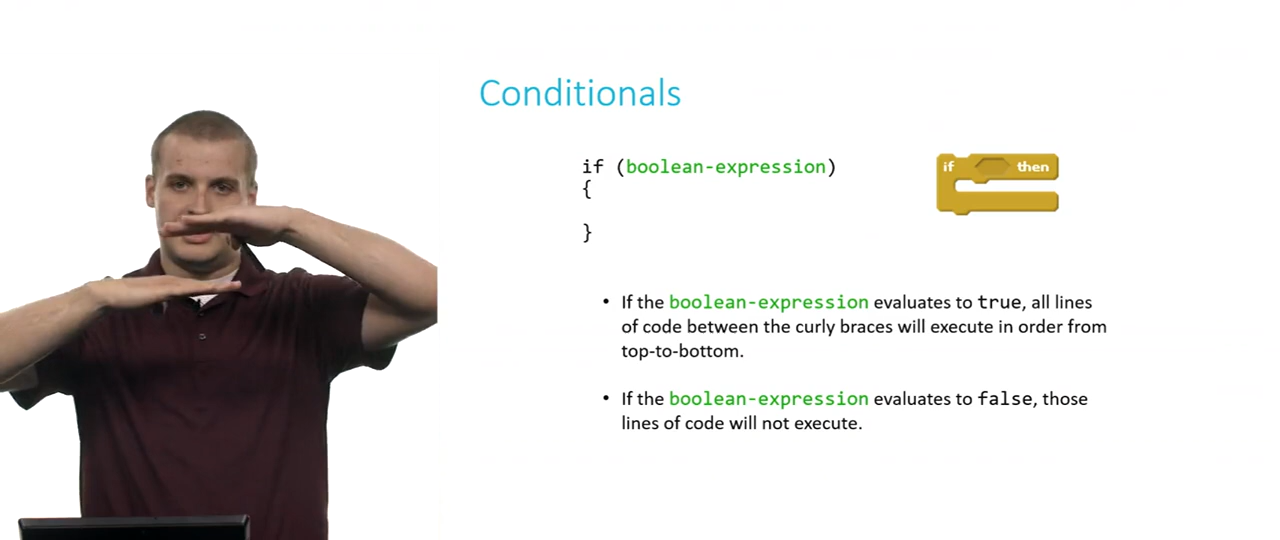 Conditionals
if (boolean-expression)
{
}
if then
• If the boolean-expression evaluates to true, all lines
of code between the curly braces will execute in order from
top-to-bottom.
• If the boolean-expression evaluates to false, those
lines of code will not execute.